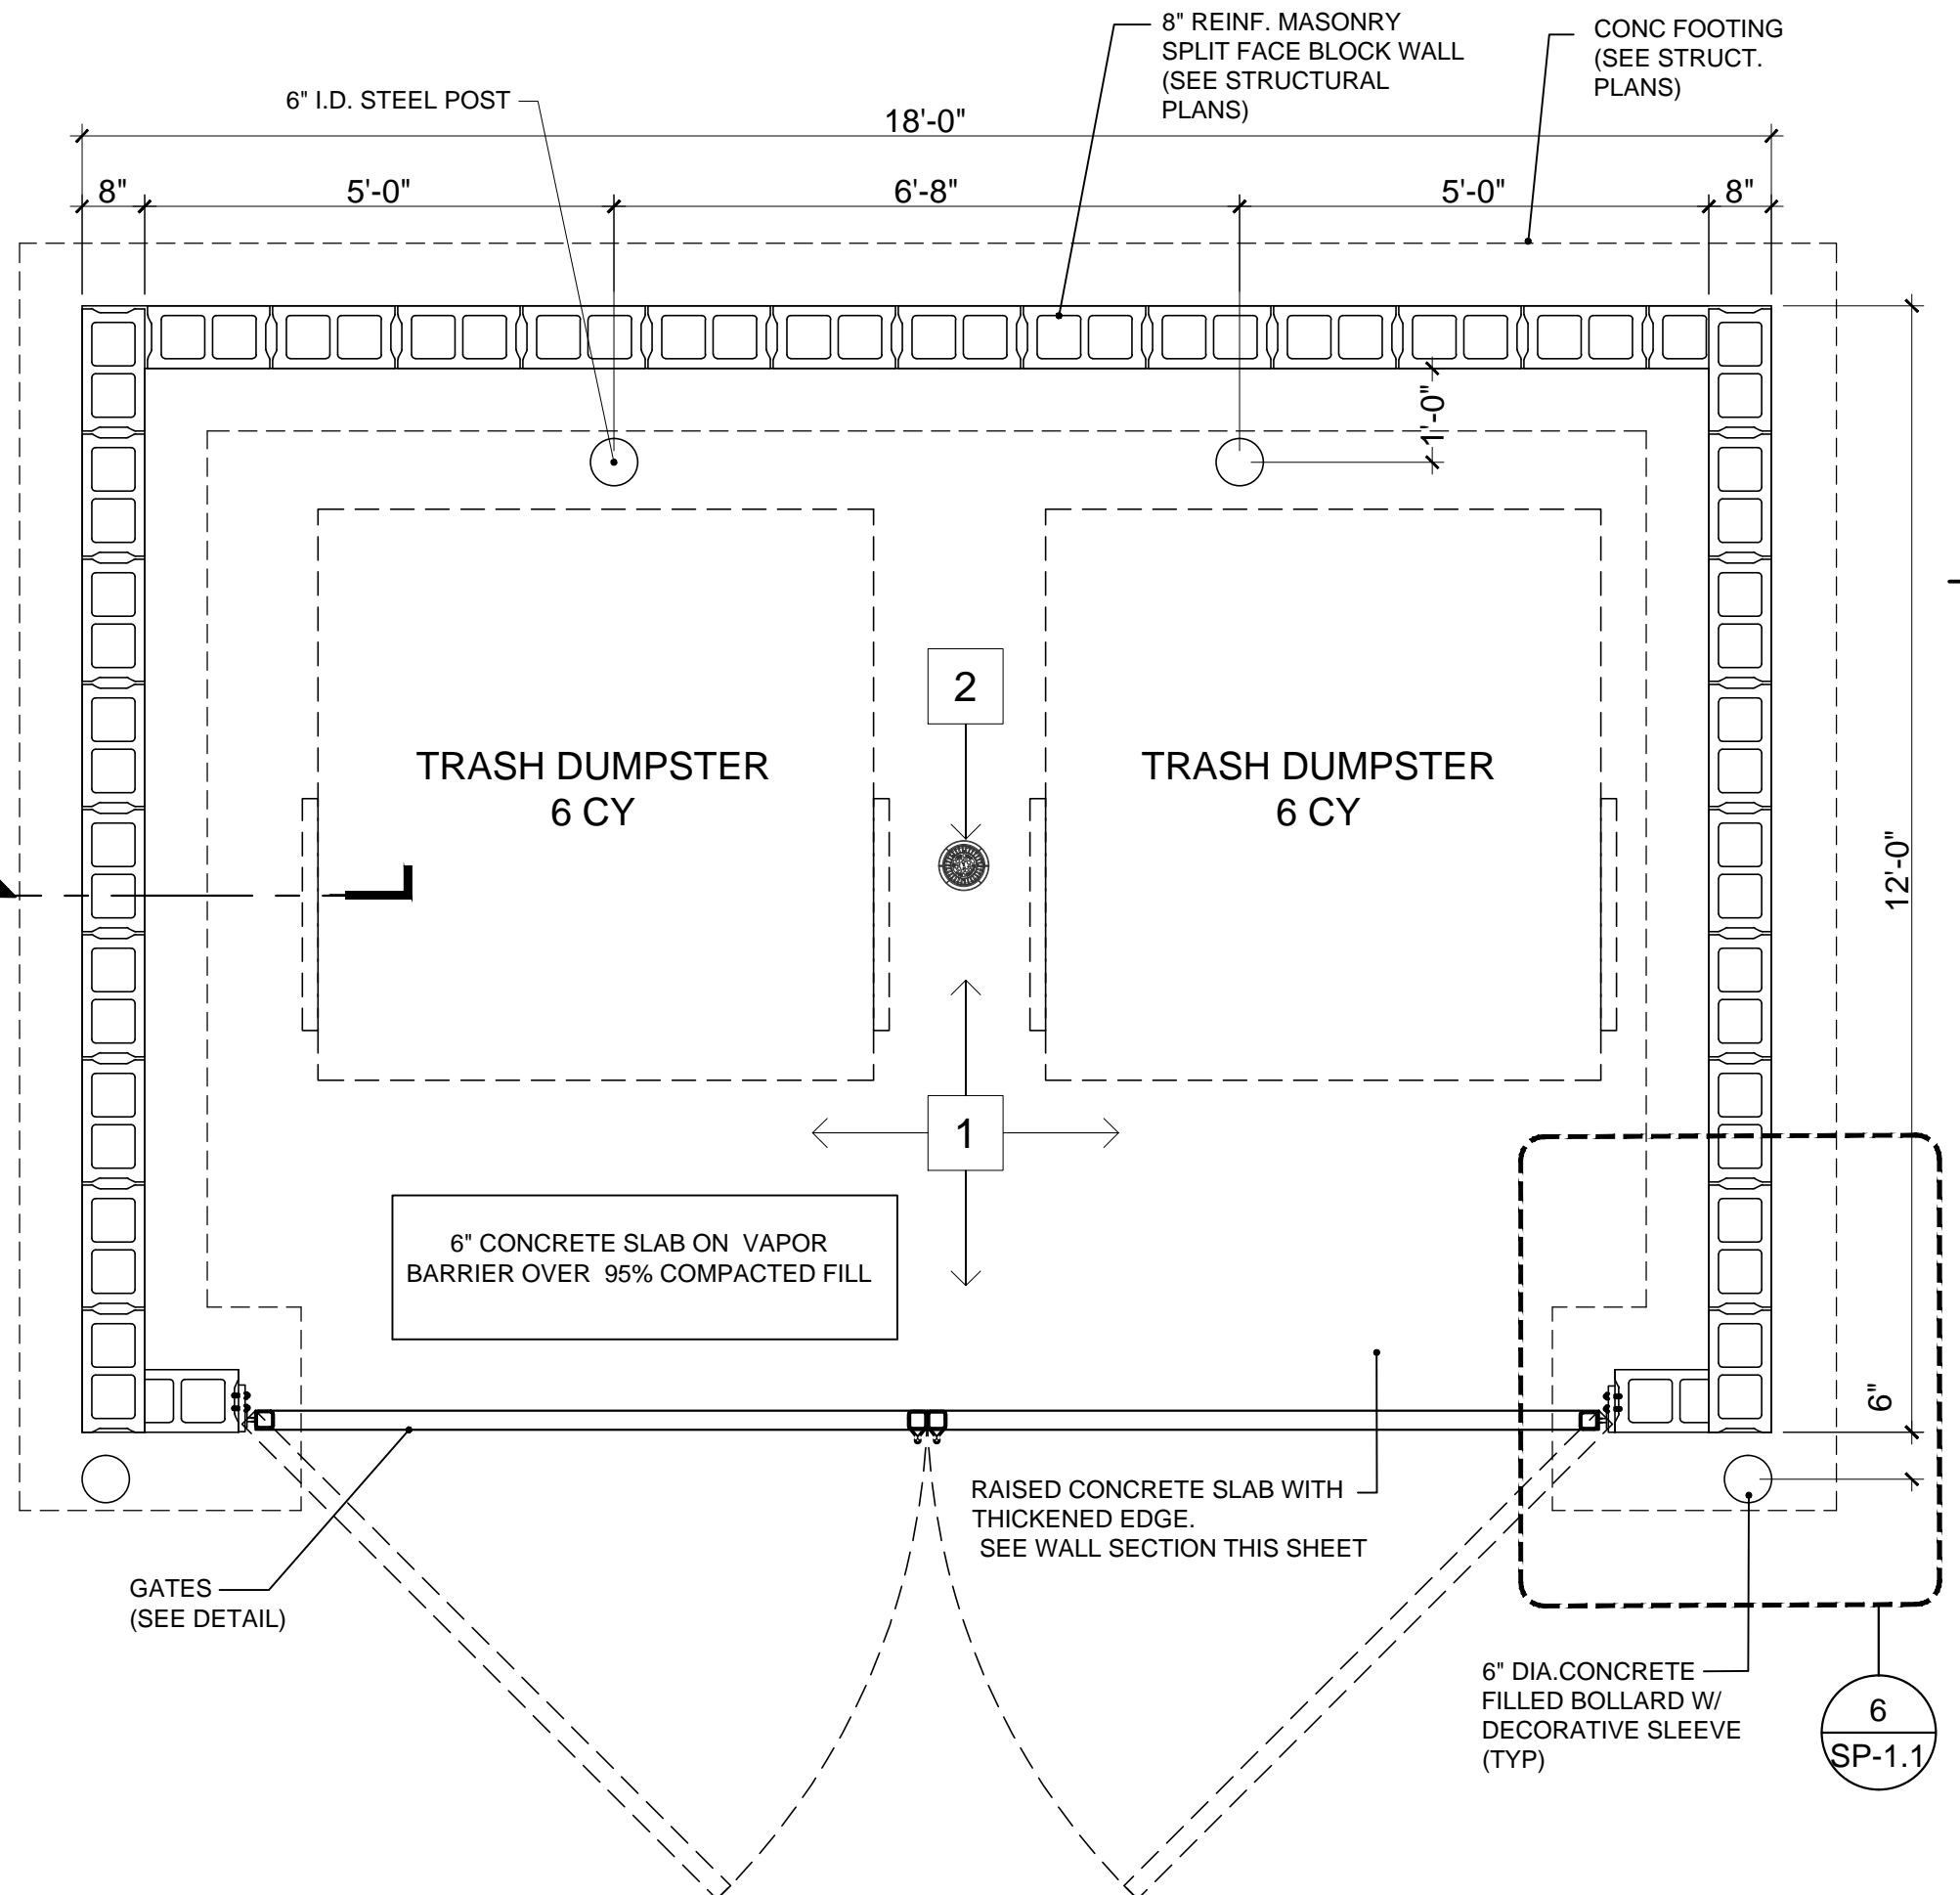 8" REINF. MASONRY
SPLIT FACE BLOCK WALL
(SEE STRUCTURAL
PLANS)
CONC FOOTING
(SEE STRUCT.
PLANS)
6" I.D. STEEL POST
18'-0"
8"
5'-0"
6'-8"
5'-0"
8"
1'-0"
2
TRASH DUMPSTER
6 CY
TRASH DUMPSTER
6 CY
12'-0"
1
6" CONCRETE SLAB ON VAPOR
BARRIER OVER 95% COMPACTED FILL
6"
RAISED CONCRETE SLAB WITH
THICKENED EDGE.
SEE WALL SECTION THIS SHEET
GATES
(SEE DETAIL)
6" DIA.CONCRETE
FILLED BOLLARD W/
DECORATIVE SLEEVE
(TYP)
6
SP-1.1